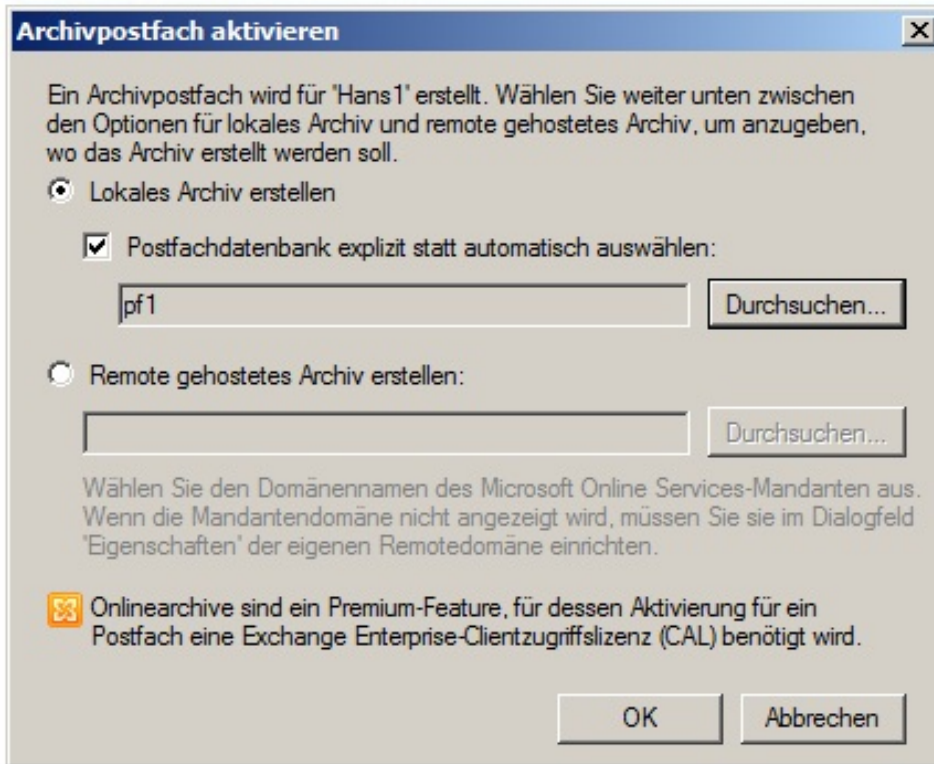 Archivpostfach aktivieren
Ein Archivpostfach wird für 'Hans1' erstellt. Wählen Sie weiter unten zwischen
den Optionen für lokales Archiv und remote gehostetes Archiv, um anzugeben,
wo das Archiv erstellt werden soll.
Lokales Archiv erstellen
Postfachdatenbank explizit statt automatisch auswählen:
pf1
Durchsuchen...
Remote gehostetes Archiv erstellen:
Durchsuchen...
Wählen Sie den Domänennamen des Microsoft Online Services-Mandanten aus.
Wenn die Mandantendomäne nicht angezeigt wird, müssen Sie sie im Dialogfeld
'Eigenschaften' der eigenen Remotedomäne einrichten.
Onlinearchive sind ein Premium-Feature, für dessen Aktivierung für ein
Postfach eine Exchange Enterprise-Clientzugriffslizenz (CAL) benötigt wird.
OK
Abbrechen